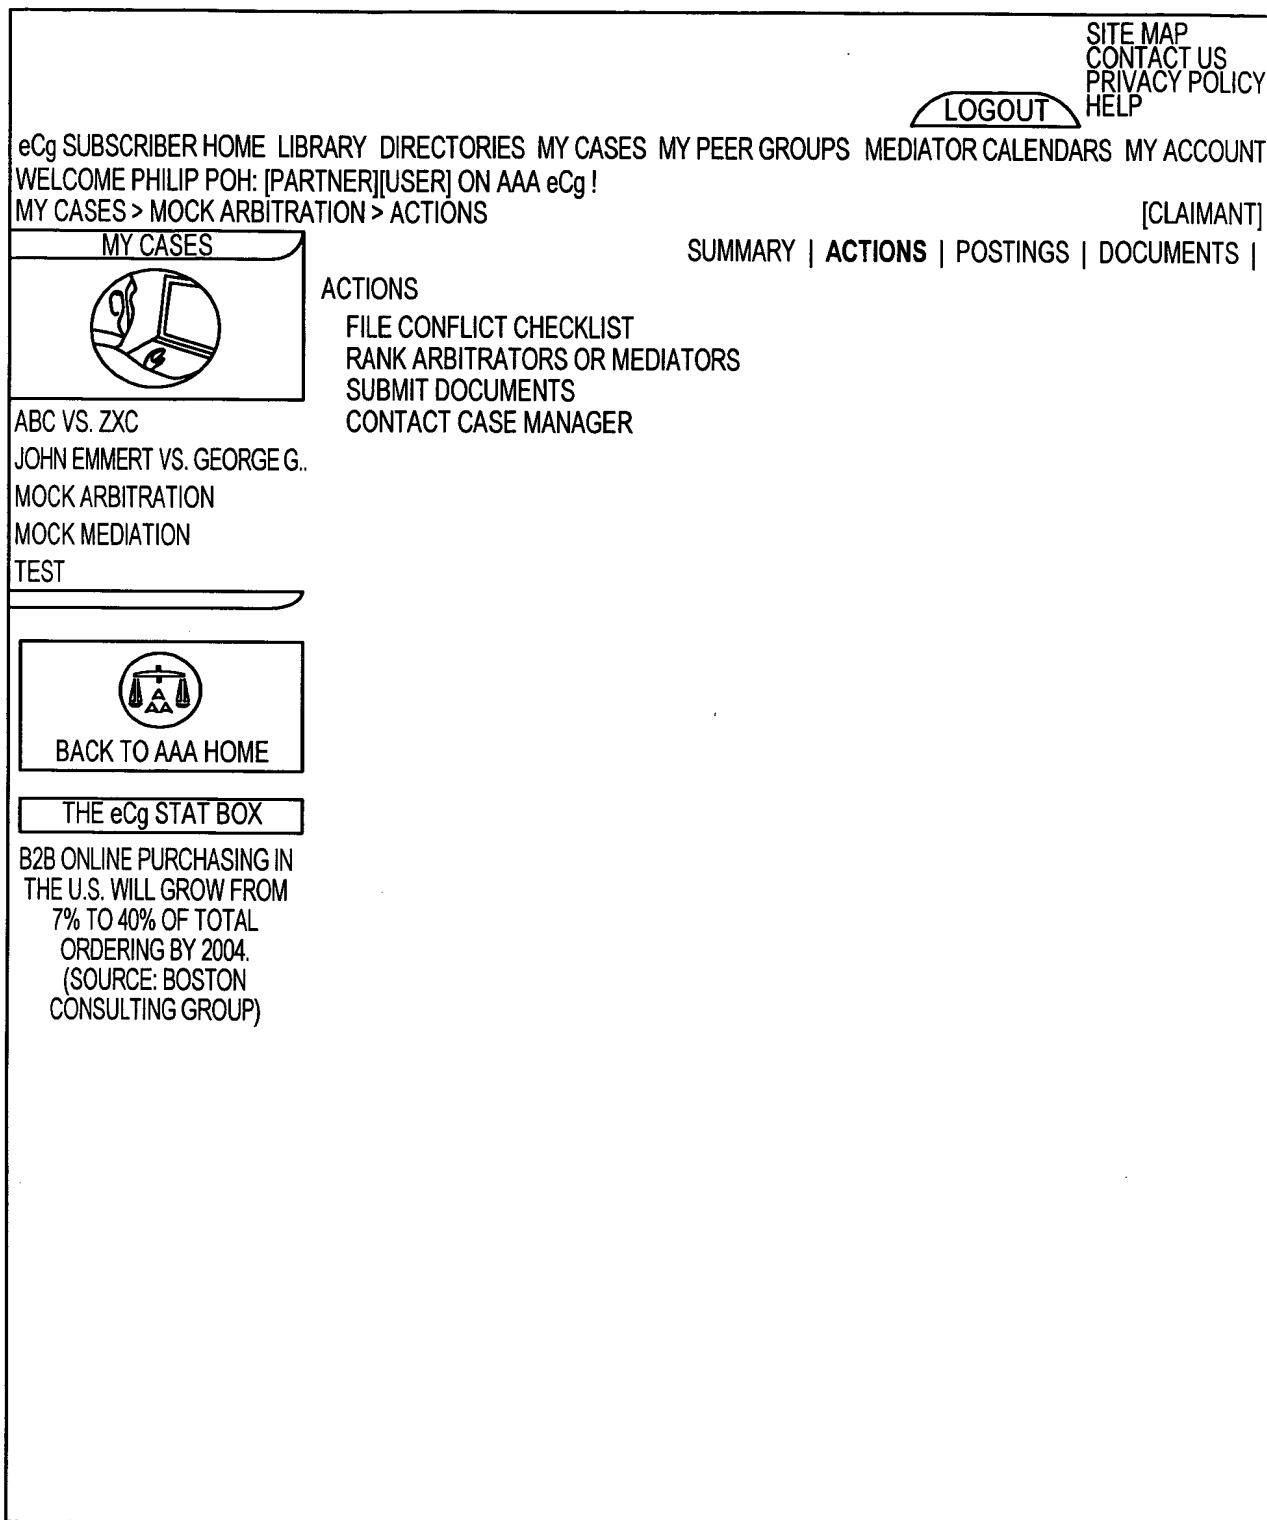 SITE MAP
CONTACT US
PRIVACY POLICY
HELP
LOGOUT
eCg SUBSCRIBER HOME LIBRARY DIRECTORIES MY CASES MY PEER GROUPS MEDIATOR CALENDARS MY ACCOUNT
WELCOME PHILIP POH: [PARTNER][USER] ON AAA eCg !
MY CASES > MOCK ARBITRATION > ACTIONS [CLAIMANT]
MY CASES
SUMMARY | ACTIONS | POSTINGS | DOCUMENTS |
ACTIONS
FILE CONFLICT CHECKLIST
RANK ARBITRATORS OR MEDIATORS
SUBMIT DOCUMENTS
CONTACT CASE MANAGER
ABC VS. ZXC
JOHN EMMERT VS. GEORGE G..
MOCK ARBITRATION
MOCK MEDIATION
TEST
A
AA
BACK TO AAA HOME
THE eCg STAT BOX
B2B ONLINE PURCHASING IN
THE U.S. WILL GROW FROM
7% TO 40% OF TOTAL
ORDERING BY 2004.
(SOURCE: BOSTON
CONSULTING GROUP)